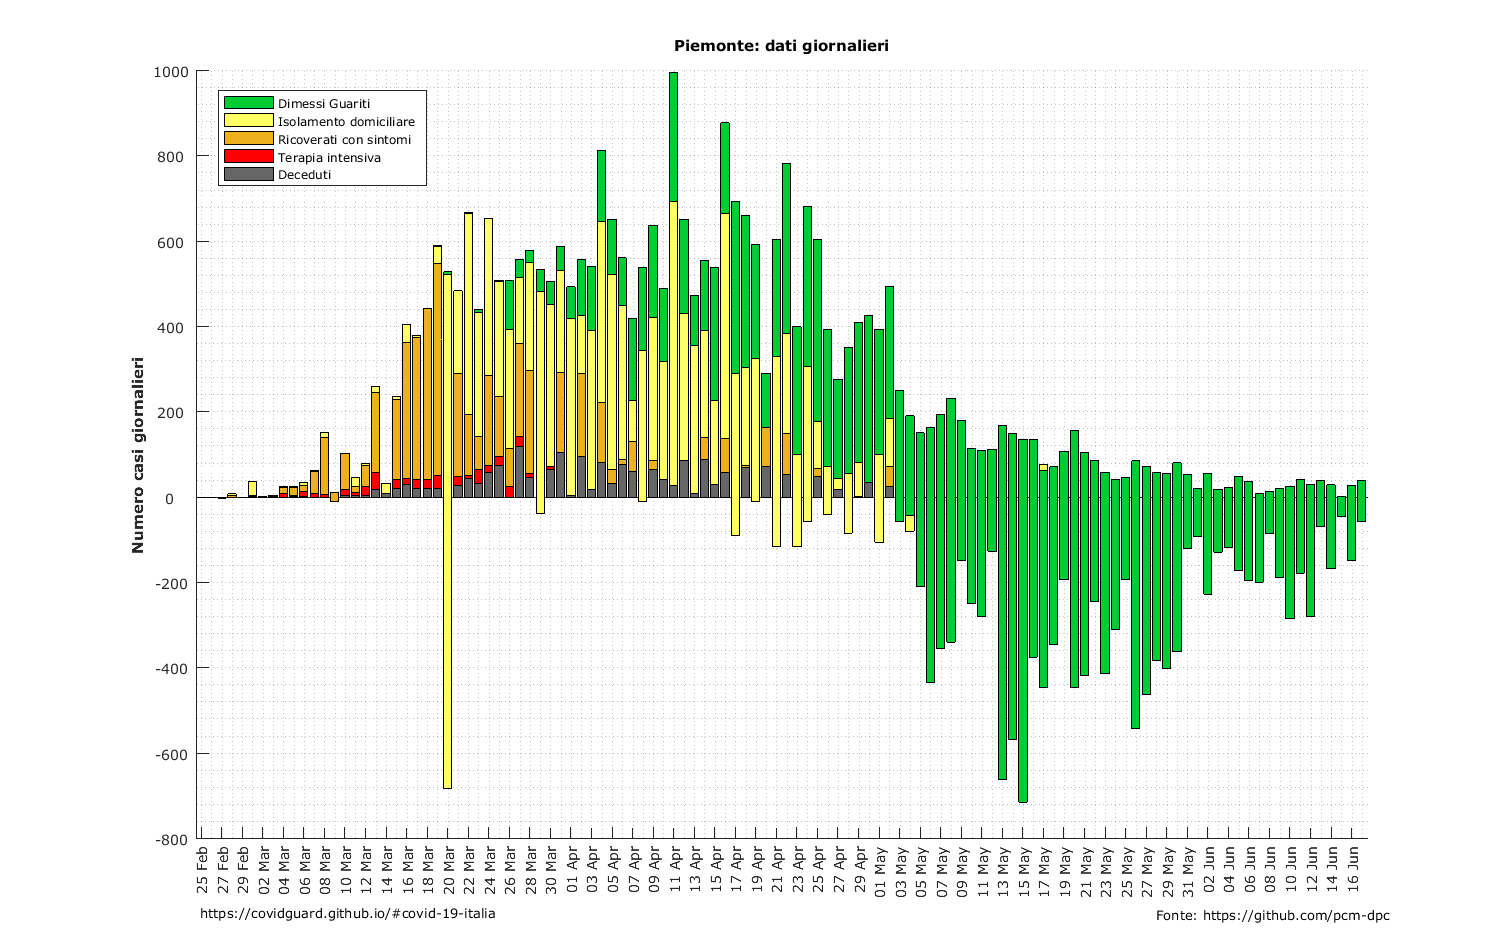 Piemonte: dati giornalieri
1000
800
600
400
200
0
-200
-400
-600
-800
Numero casi giornalieri
Dimessi Guariti
Isolamento domiciliare
Ricoverati con sintomi
Terapia intensiva
Deceduti
25 Feb
27 Feb
29 Feb
02 Mar
04 Mar
06 Mar
08 Mar
10 Mar
12 Mar
14 Mar
16 Mar
18 Mar
20 Mar
22 Mar
24 Mar
26 Mar
28 Mar
30 Mar
01 Apr
03 Apr
05 Apr
07 Apr
09 Apr
11 Apr
13 Apr
15 Apr
17 Apr
19 Apr
21 Apr
23 Apr
25 Apr
27 Apr
29 Apr
01 May
03 May
05 May
07 May
09 May
11 May
13 May
15 May
17 May
19 May
21 May
23 May
25 May
27 May
29 May
31 May
02 Jun
04 Jun
06 Jun
08 Jun
10 Jun
12 Jun
14 Jun
16 Jun
https://covidguard.github.io/#covid-19-italia
Fonte: https://github.com/pcm-dpc